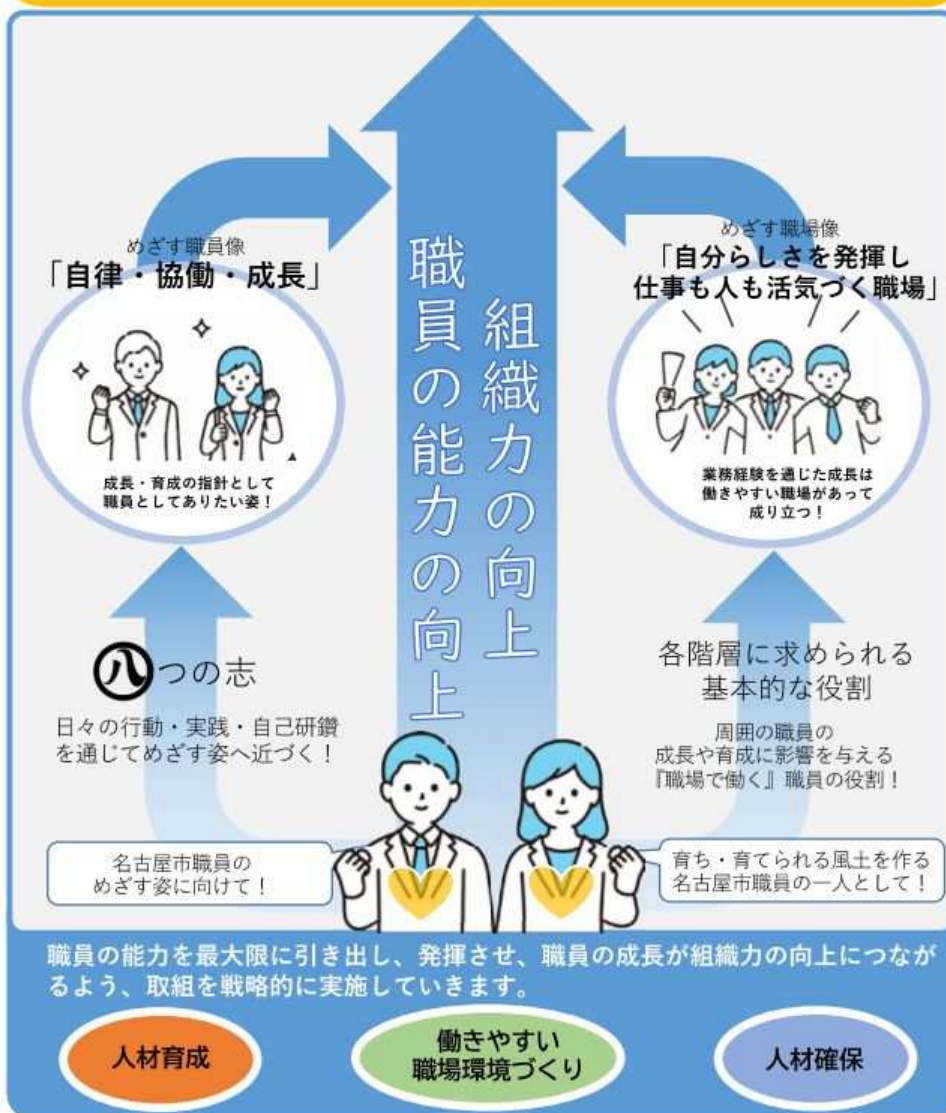 めざす職員像
「自律・協働・成長」
成長・育成の指針として
職員としてありたい姿！
めざす職場像
「自分らしさを発揮し
仕事も人も活気づく職場」
業務経験を通じた成長は
働きやすい職場があって
成り立つ！
組織力の向上
職員の能力の向上
八つの志
日々の行動・実践・自己研鑽
を通じてめざす姿へ近づく！
各階層に求められる
基本的な役割
周囲の職員の
成長や育成に影響を与える
『職場で働く』職員の役割！
名古屋市職員の
めざす姿に向けて！
育ち・育てられる風土を作る
名古屋市職員の一人として！
職員の能力を最大限に引き出し、発揮させ、職員の成長が組織力の向上につなが
るよう、取組を戦略的に実施していきます。
人材育成
働きやすい
職場環境づくり
人材確保